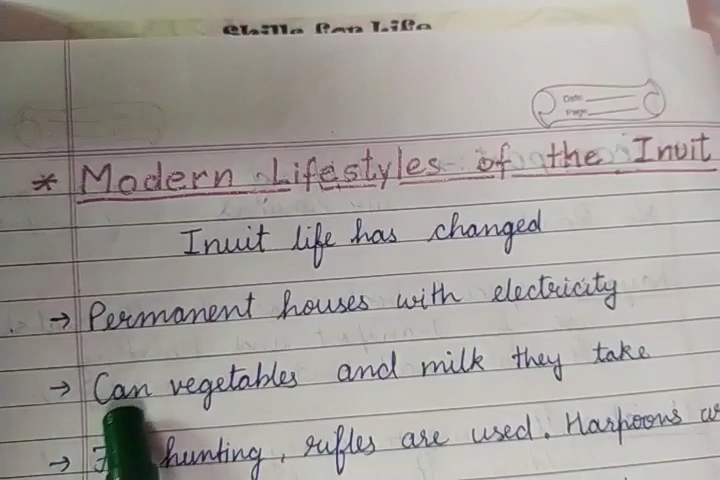 Skills for Life
Date
Page
* Modern Lifestyles of the Inuit
Inuit life has changed
→ Permanent houses with electricity
→ Can vegetables and milk they take
→ hunting, rifles are used. Harpoons